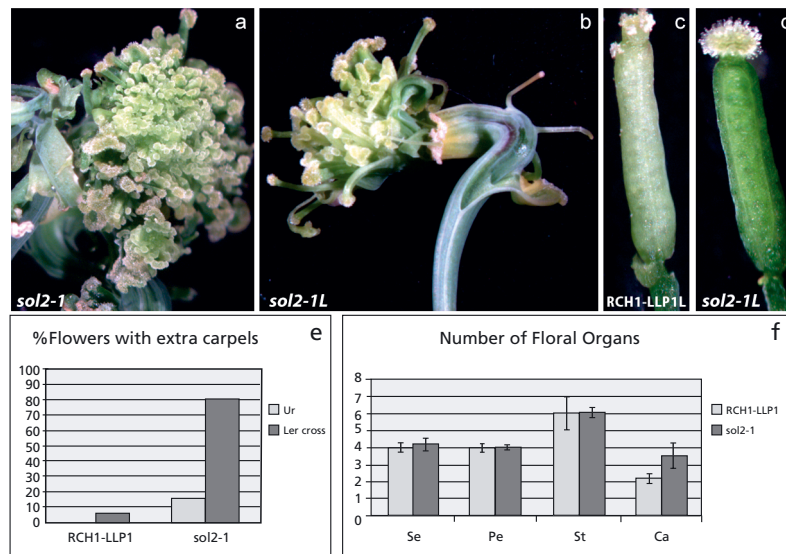 a
sol2-1
b
sol2-1L
c
RCH1-LLP1L
d
sol2-1L
%Flowers with extra carpels
e
100
90
80
70
60
50
40
30
20
10
0
Ur
Ler cross
RCH1-LLP1
sol2-1
Number of Floral Organs
f
8
7
6
5
4
3
2
1
0
RCH1-LLP1
sol2-1
Se
Pe
St
Ca